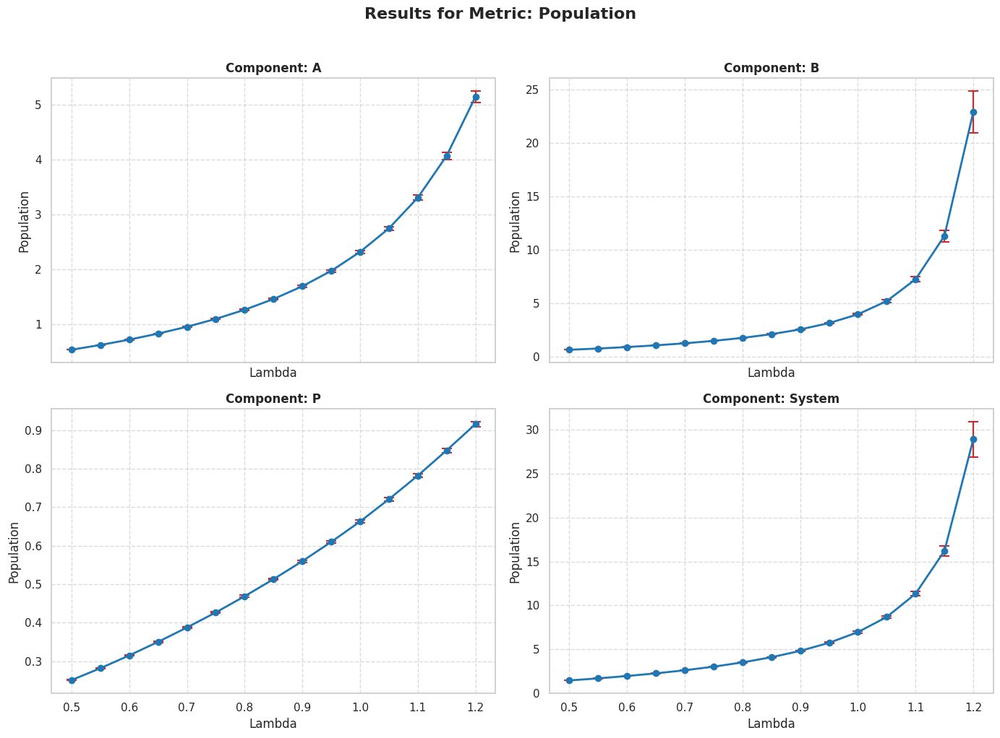 Results for Metric: Population
Component: A
Population
5
4
3
2
1
Lambda
Component: B
Population
25
20
15
10
5
0
Lambda
Component: P
Population
0.9
0.8
0.7
0.6
0.5
0.4
0.3
0.5 0.6 0.7 0.8 0.9 1.0 1.1 1.2
Lambda
Component: System
Population
30
25
20
15
10
5
0
0.5 0.6 0.7 0.8 0.9 1.0 1.1 1.2
Lambda